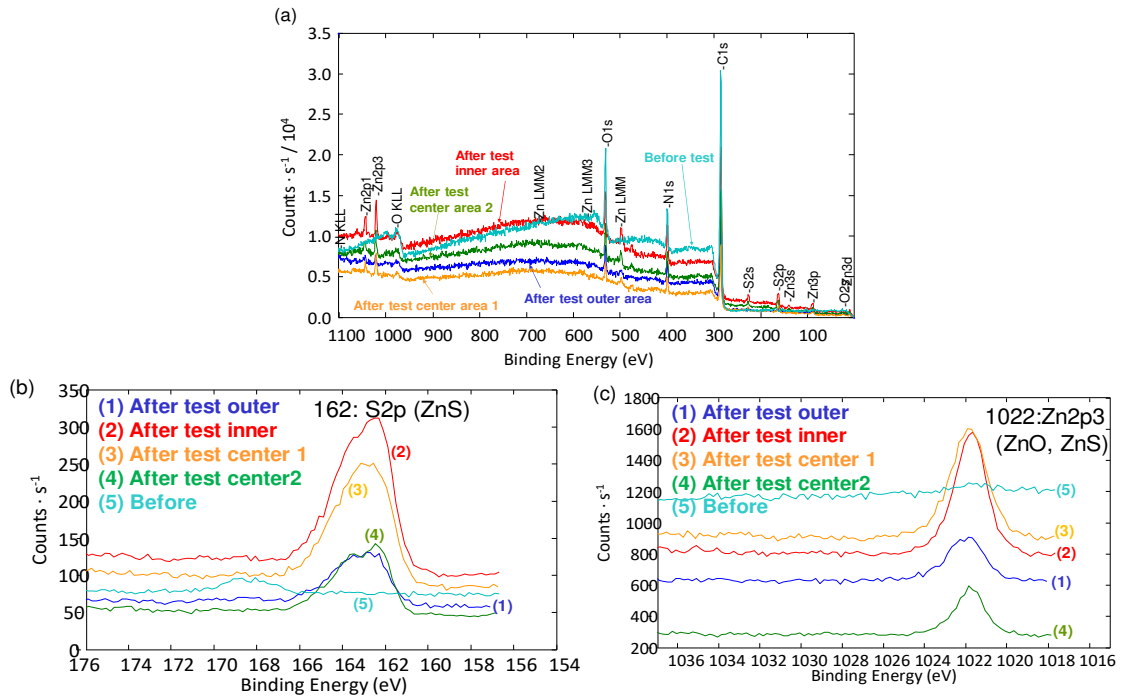 (a)
Counts · s⁻¹ / 10⁴
3.5
3.0
2.5
2.0
1.5
1.0
0.5
0.0
N KLL
-Zn2p1
-Zn2p3
-O KLL
Zn LMM2
Zn LMM3
-O1s
Zn LMM
-N1s
-C1s
-S2s
-S2p
-Zn3s
-Zn3p
-O2s
-Zn3d
After test
inner area
After test
center area 2
Before test
After test outer area
After test center area 1
1100 1000 900 800 700 600 500 400 300 200 100
Binding Energy (eV)
(b)
Counts · s⁻¹
350
300
250
200
150
100
50
0
(1) After test outer
(2) After test inner
(3) After test center 1
(4) After test center2
(5) Before
162: S2p (ZnS)
(2)
(3)
(4)
(5)
(1)
176 174 172 170 168 166 164 162 160 158 156 154
Binding Energy (eV)
(c)
Counts · s⁻¹
1800
1600
1400
1200
1000
800
600
400
200
(1) After test outer
(2) After test inner
(3) After test center 1
(4) After test center2
(5) Before
1022:Zn2p3
(ZnO, ZnS)
(5)
(3)
(2)
(1)
(4)
1036 1034 1032 1030 1028 1026 1024 1022 1020 1018 1016
Binding Energy (eV)